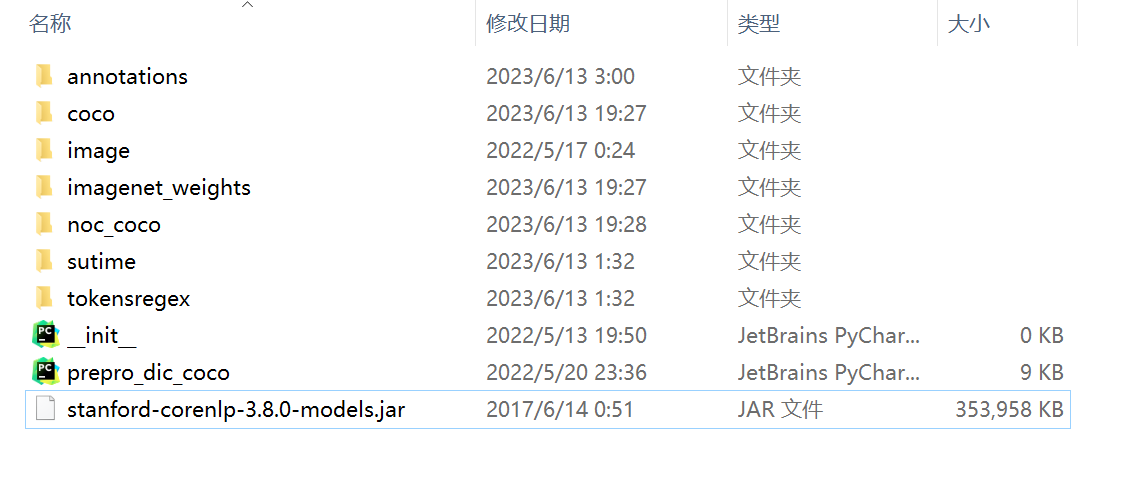 名称 修改日期 类型 大小
annotations 2023/6/13 3:00 文件夹
coco 2023/6/13 19:27 文件夹
image 2022/5/17 0:24 文件夹
imagenet_weights 2023/6/13 19:27 文件夹
noc_coco 2023/6/13 19:28 文件夹
sutime 2023/6/13 1:32 文件夹
tokensregex 2023/6/13 1:32 文件夹
__init__ 2022/5/13 19:50 JetBrains PyChar... 0 KB
prepro_dic_coco 2022/5/20 23:36 JetBrains PyChar... 9 KB
stanford-corenlp-3.8.0-models.jar 2017/6/14 0:51 JAR 文件 353,958 KB